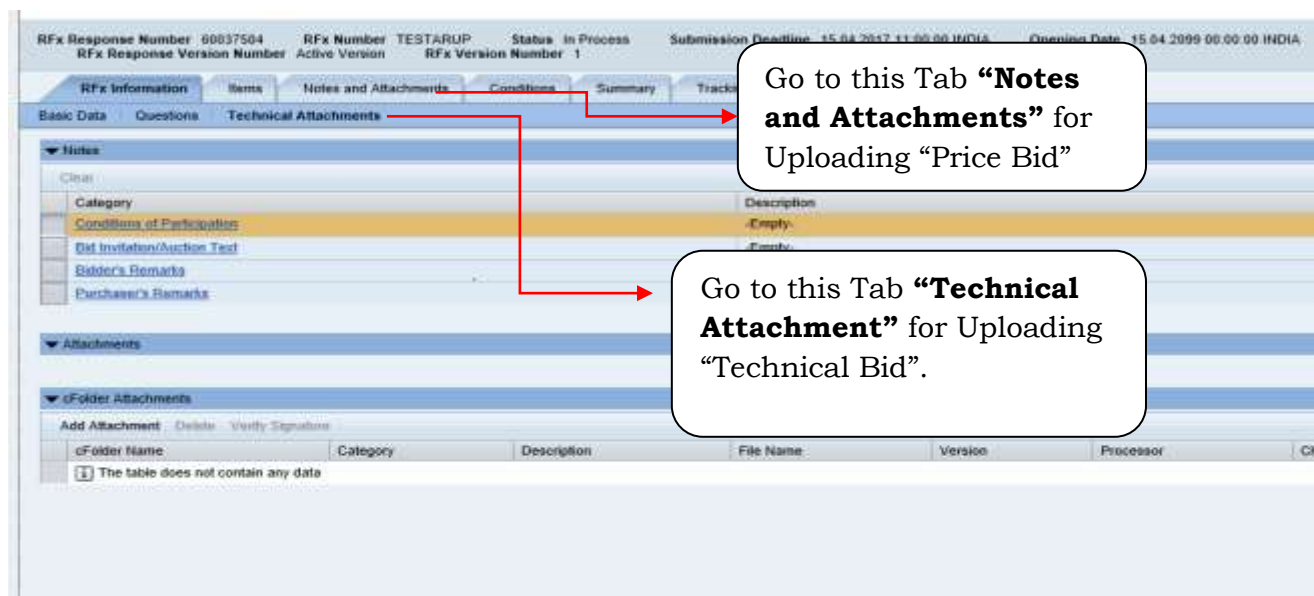 RFx Response Number 60037504 RFx Number TESTARUP Status In Process Submission Deadline 15.04.2017 11:00:00 INDIA Opening Date 15.04.2099 00:00:00 INDIA
RFx Response Version Number Active Version RFx Version Number 1
RFx Information Items Notes and Attachments Conditions Summary
Go to this Tab “Notes
and Attachments” for
Uploading “Price Bid”
Basic Data Questions Technical Attachments
Notes
Clear
Category Description
Conditions of Participation -Empty-
Bid Invitation/Auction Text -Empty-
Bidder's Remarks
Purchaser's Remarks
Go to this Tab “Technical
Attachment” for Uploading
“Technical Bid”.
Attachments
cFolder Attachments
Add Attachment Delete Verify Signature
cFolder Name Category Description File Name Version Processor
The table does not contain any data